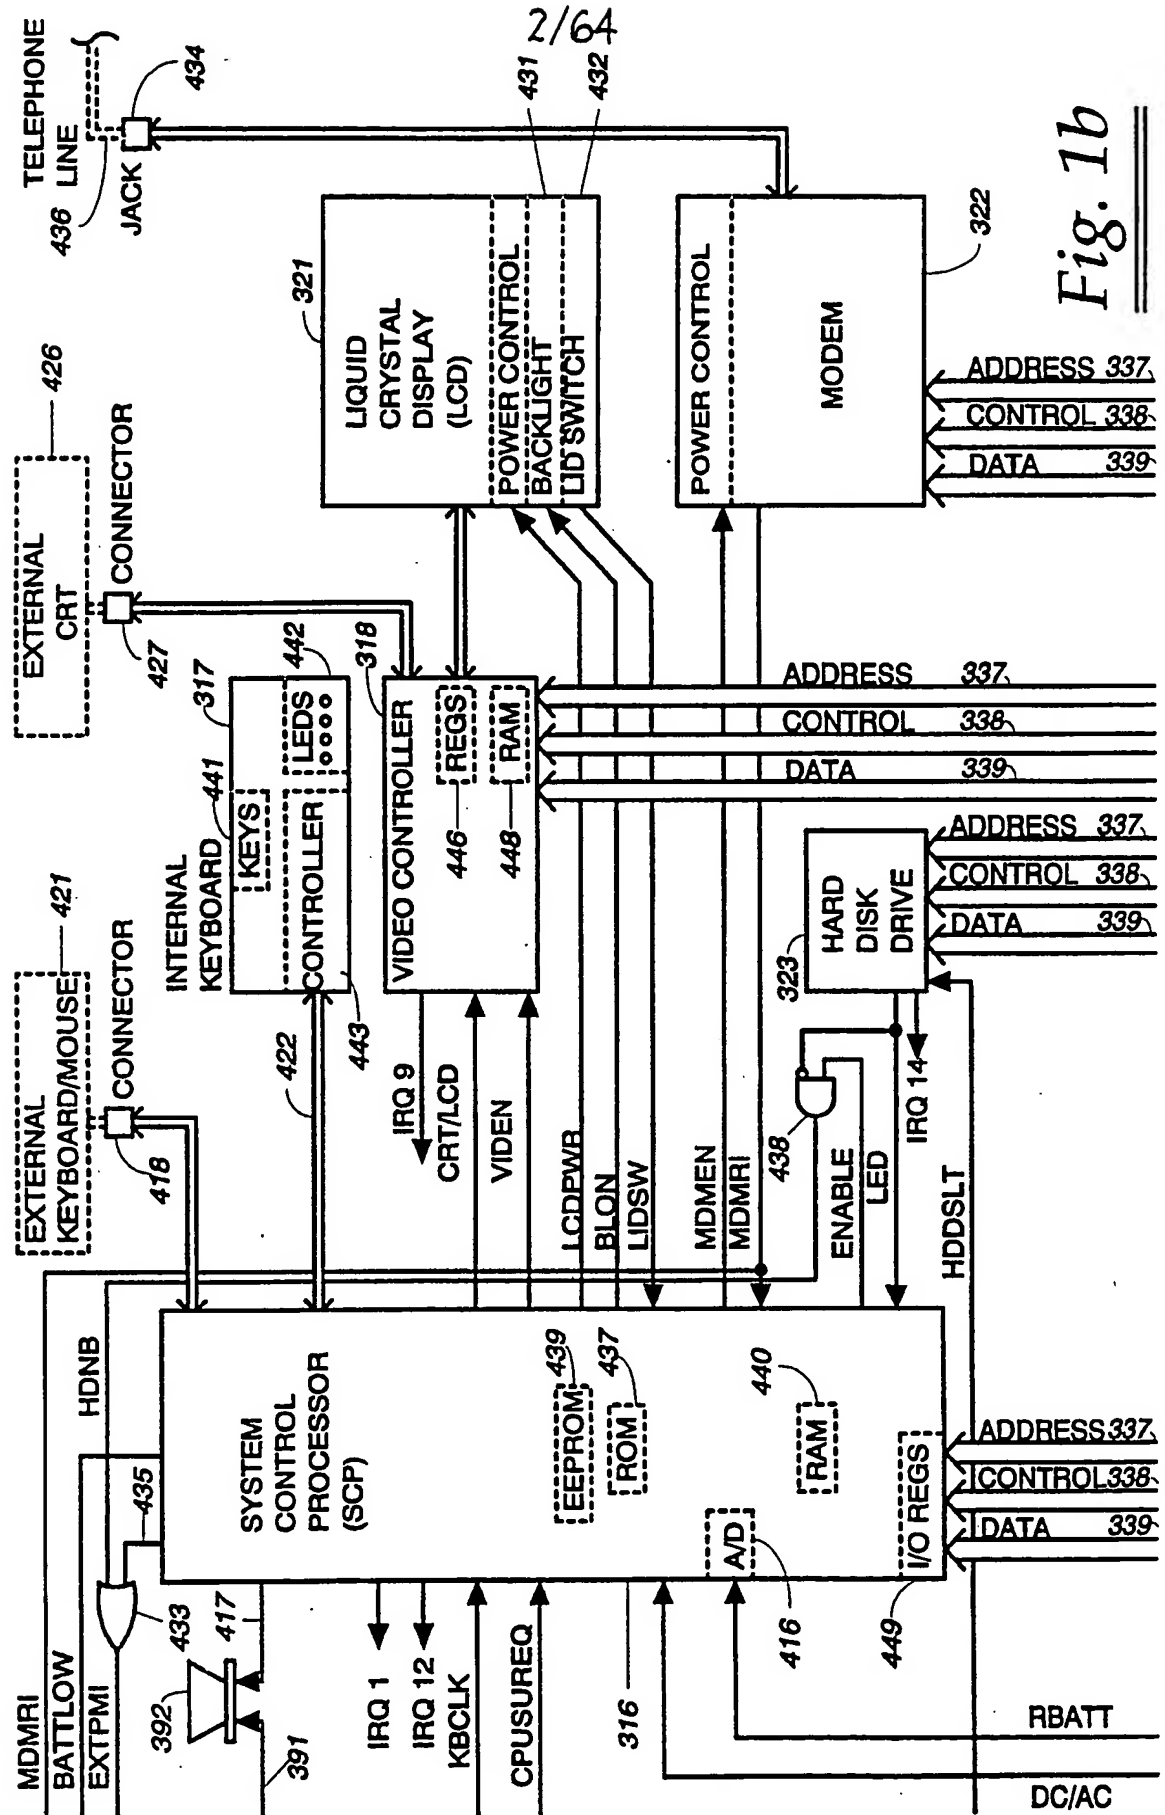 2/64
TELEPHONE
LINE
436
JACK
434
EXTERNAL
CRT
426
CONNECTOR
427
EXTERNAL
KEYBOARD/MOUSE
421
CONNECTOR
418
LIQUID
CRYSTAL
DISPLAY
(LCD)
321
POWER CONTROL
BACKLIGHT
LID SWITCH
431
432
POWER CONTROL
MODEM
322
ADDRESS 337
CONTROL 338
DATA 339
INTERNAL
KEYBOARD
317
KEYS
441
LEDS
442
CONTROLLER
443
422
VIDEO CONTROLLER
318
REGS
446
RAM
448
ADDRESS 337
CONTROL 338
DATA 339
IRQ 9
CRT/LCD
VIDEN
LCDPWR
BLON
LIDSW
MDMEN
MDMRI
HARD
DISK
DRIVE
323
ADDRESS 337
CONTROL 338
DATA 339
438
ENABLE
LED
IRQ 14
HDDSLT
SYSTEM
CONTROL
PROCESSOR
(SCP)
EEPROM
439
ROM
437
RAM
440
A/D
416
I/O REGS
449
ADDRESS 337
CONTROL 338
DATA 339
MDMRI
BATTLOW
EXTPMI
HDNB
435
433
417
392
391
IRQ 1
IRQ 12
KBCLK
CPUSUREQ
316
RBATT
DC/AC
Fig. 1b